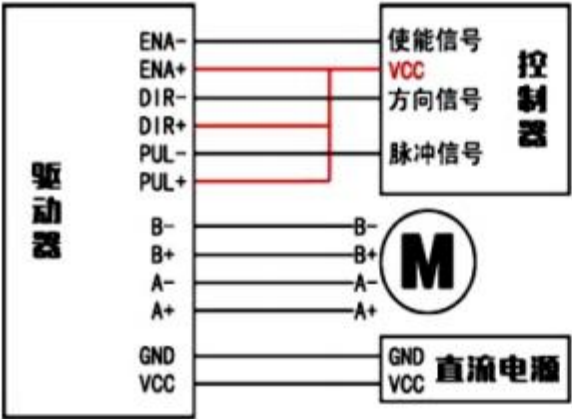 ENA- 使能信号
ENA+ VCC
DIR- 方向信号
DIR+
PUL- 脉冲信号
PUL+
驱动器
控制器
B- B-
B+ B+
A- A-
A+ A+
M
GND GND
VCC VCC
直流电源